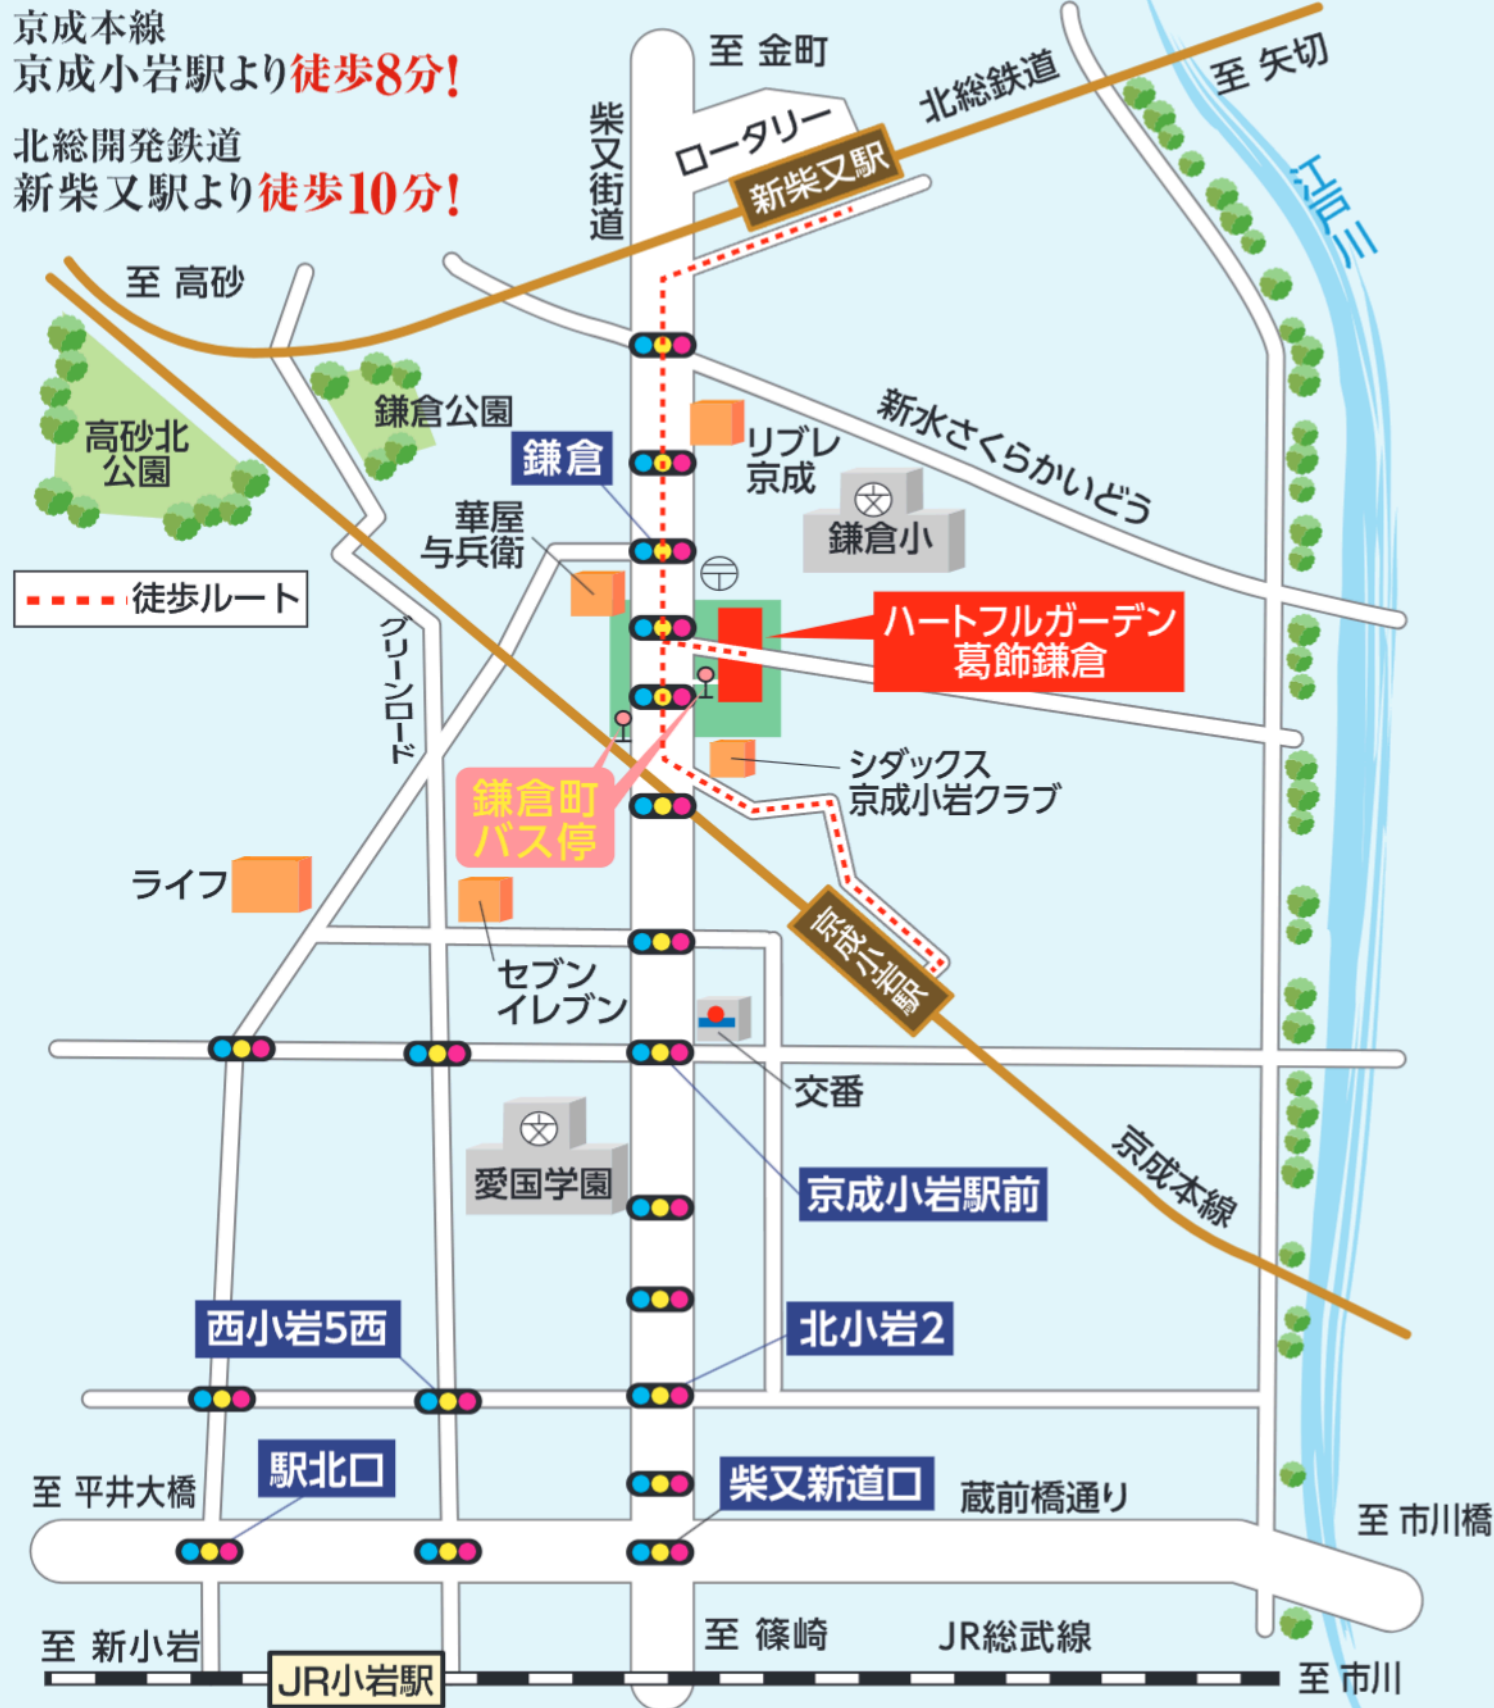 京成本線
京成小岩駅より徒歩8分!
北総開発鉄道
新柴又駅より徒歩10分!
至 金町
柴又街道
ロータリー
新柴又駅
北総鉄道
至 矢切
江戸川
至 高砂
高砂北
公園
鎌倉公園
鎌倉
リブレ
京成
新水さくらかいどう
鎌倉小
華屋
与兵衛
徒歩ルート
グリーンロード
ハートフルガーデン
葛飾鎌倉
鎌倉町
バス停
シダックス
京成小岩クラブ
ライフ
セブン
イレブン
京成小岩駅
交番
愛国学園
京成小岩駅前
京成本線
西小岩5西
北小岩2
駅北口
柴又新道口
蔵前橋通り
至 平井大橋
至 市川橋
至 新小岩
JR小岩駅
至 篠崎
JR総武線
至 市川